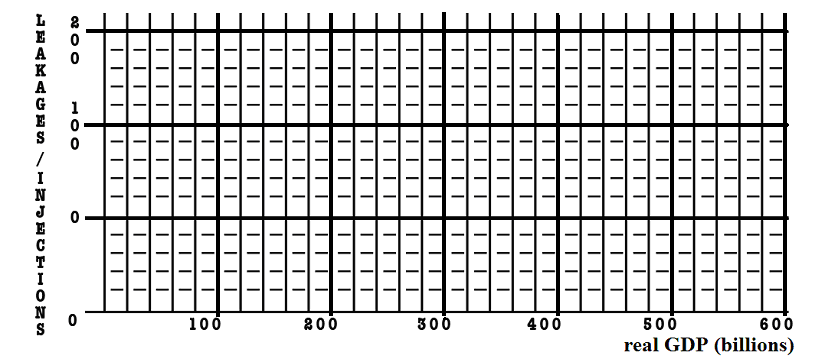 LEAKAGES / INJECTIONS
200
100
0
0
100 200 300 400 500 600
real GDP (billions)